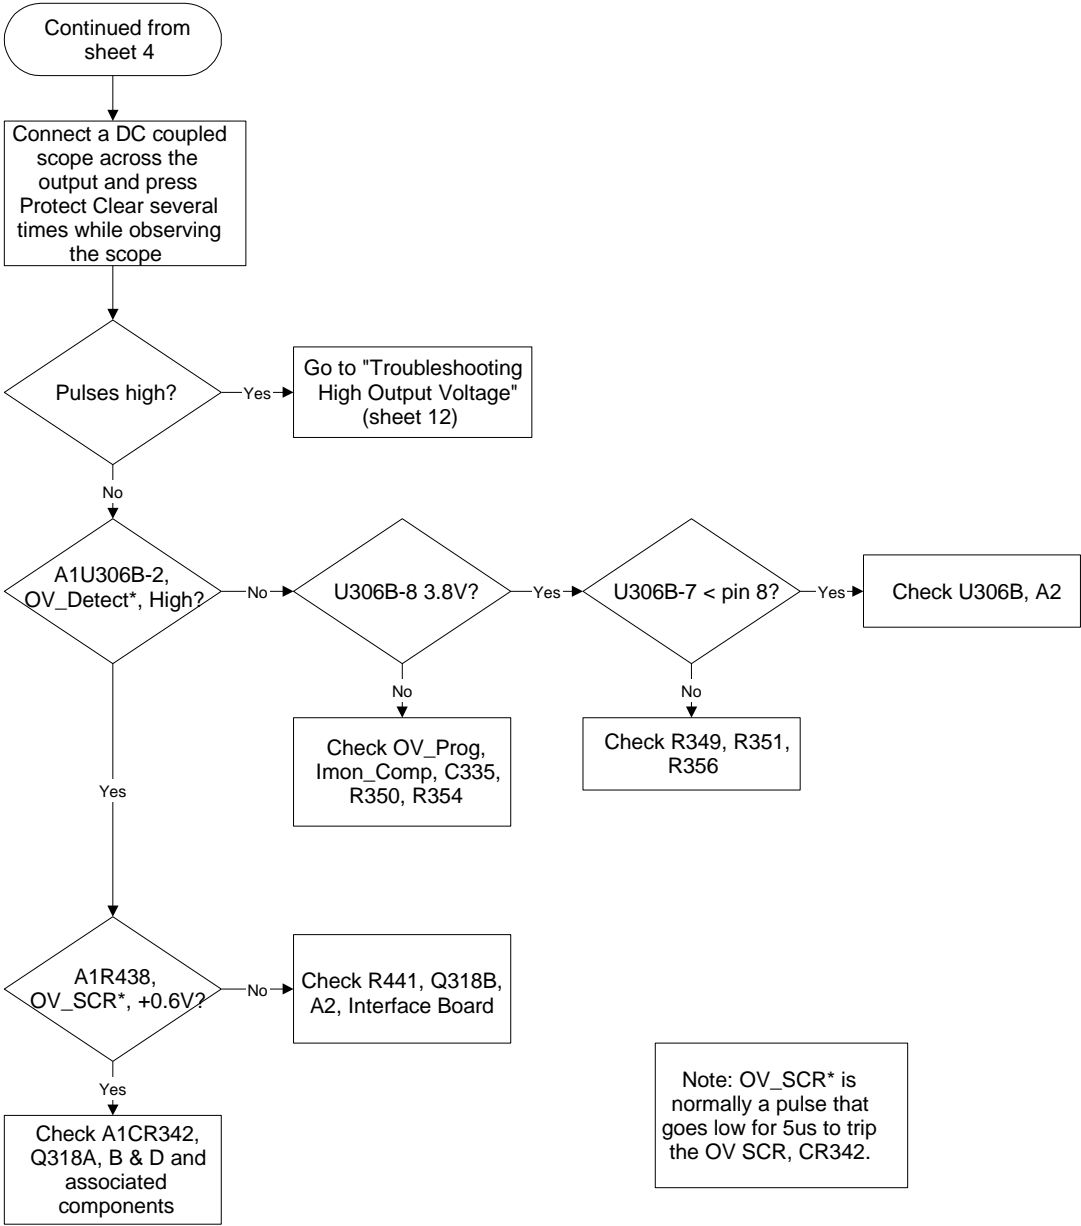 Continued from
sheet 4
Connect a DC coupled
scope across the
output and press
Protect Clear several
times while observing
the scope
Pulses high?
Yes
Go to "Troubleshooting
High Output Voltage"
(sheet 12)
No
A1U306B-2,
OV_Detect*, High?
No
U306B-8 3.8V?
Yes
U306B-7 < pin 8?
Yes
Check U306B, A2
No
Check OV_Prog,
Imon_Comp, C335,
R350, R354
No
Check R349, R351,
R356
Yes
A1R438,
OV_SCR*, +0.6V?
No
Check R441, Q318B,
A2, Interface Board
Yes
Check A1CR342,
Q318A, B & D and
associated
components
Note: OV_SCR* is
normally a pulse that
goes low for 5us to trip
the OV SCR, CR342.